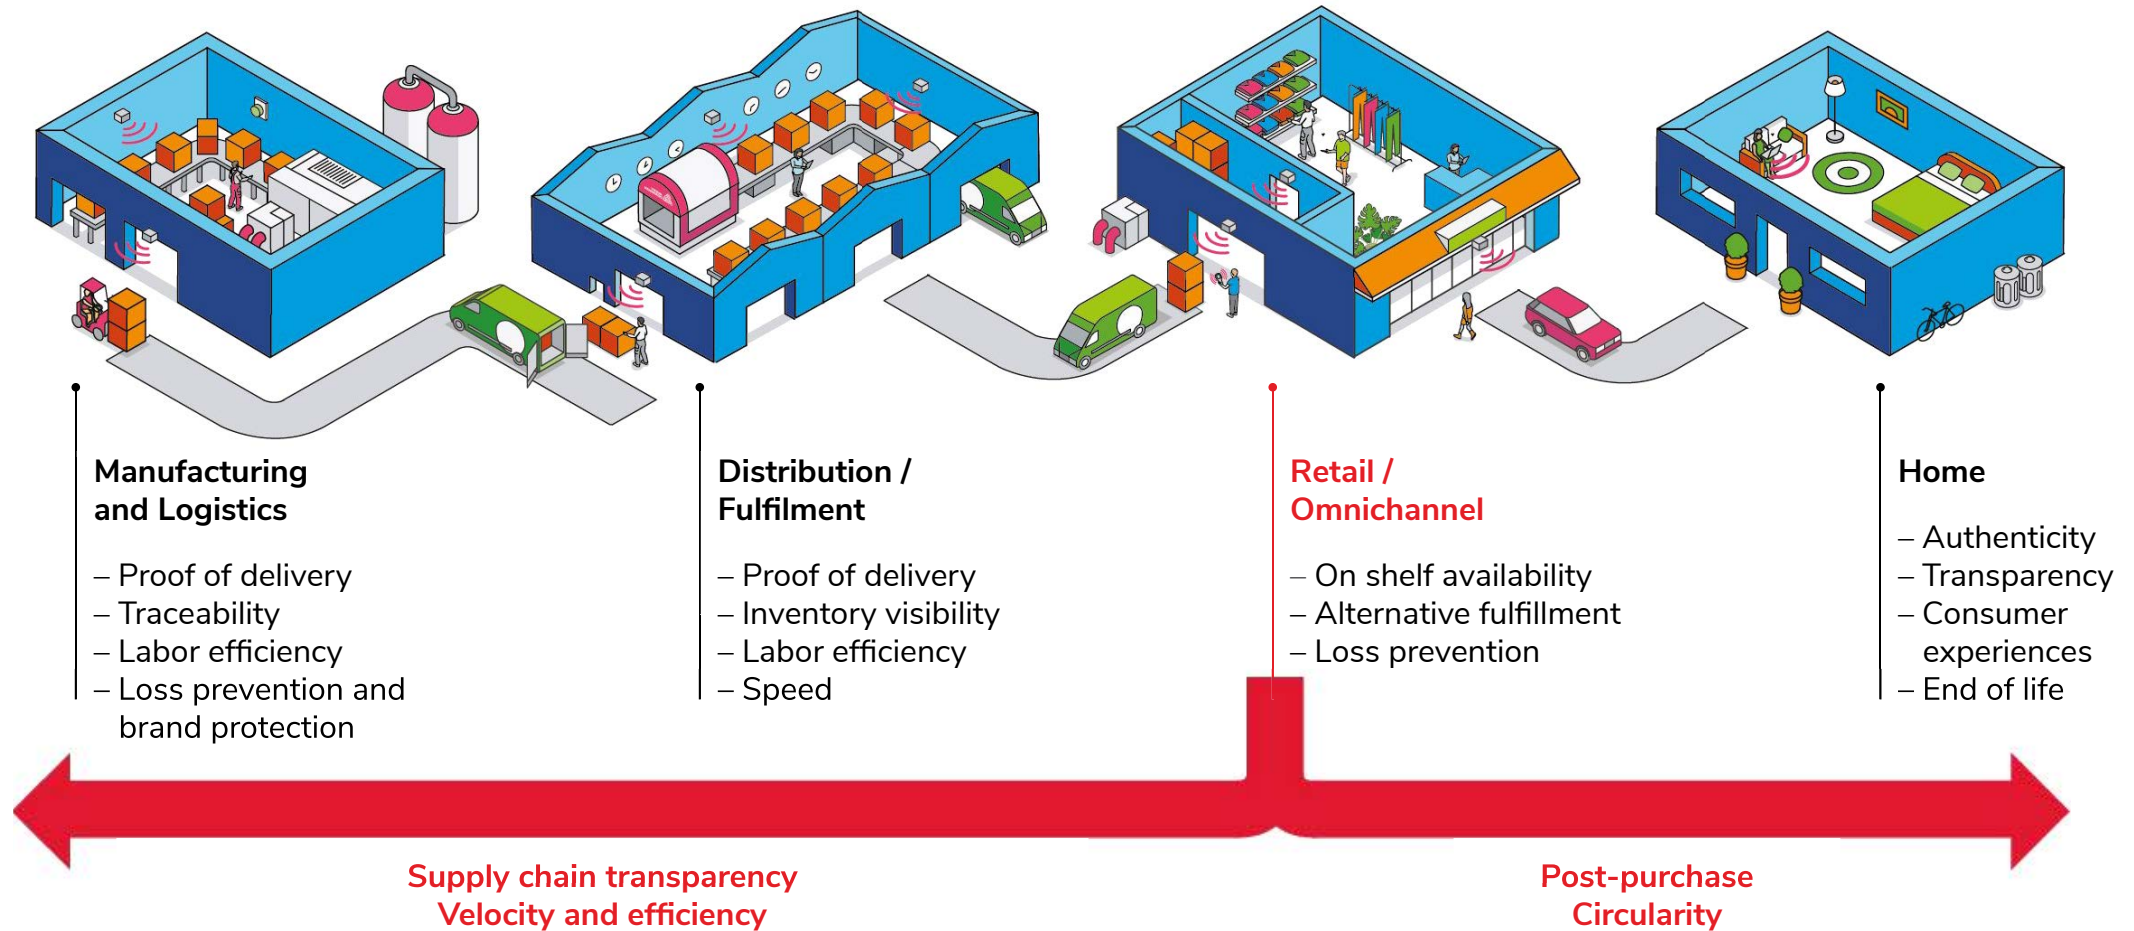 Manufacturing
and Logistics
– Proof of delivery
– Traceability
– Labor efficiency
– Loss prevention and
brand protection
Distribution /
Fulfilment
– Proof of delivery
– Inventory visibility
– Labor efficiency
– Speed
Retail /
Omnichannel
– On shelf availability
– Alternative fulfillment
– Loss prevention
Home
– Authenticity
– Transparency
– Consumer
experiences
– End of life
Supply chain transparency
Velocity and efficiency
Post-purchase
Circularity